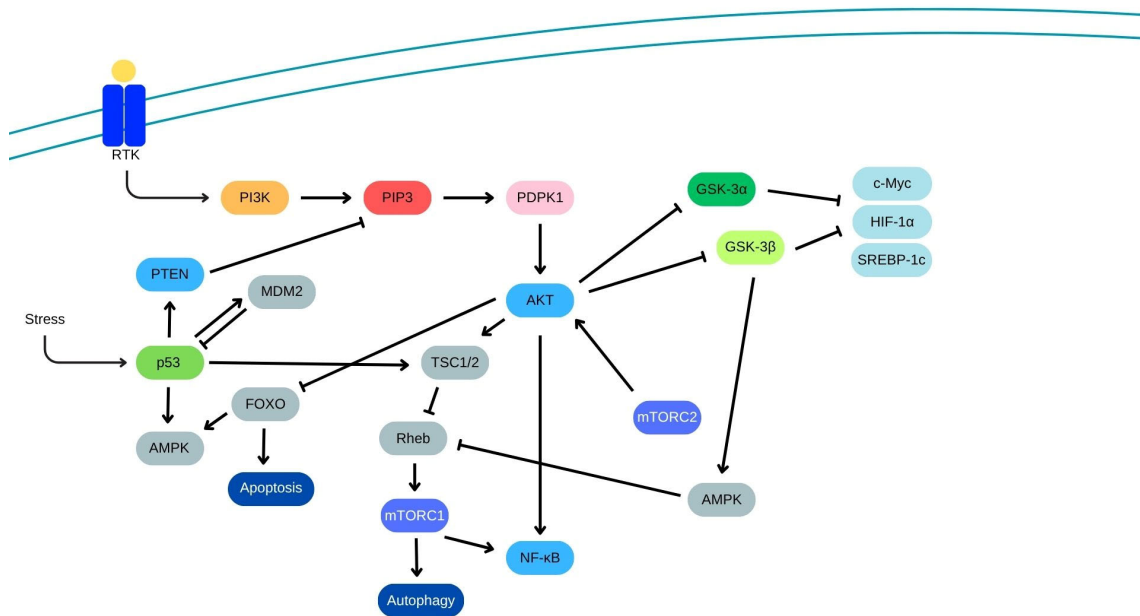 RTK
PI3K
PIP3
PDPK1
GSK-3α
c-Myc
HIF-1α
GSK-3β
SREBP-1c
PTEN
MDM2
AKT
Stress
p53
TSC1/2
FOXO
mTORC2
AMPK
Rheb
Apoptosis
AMPK
mTORC1
NF-κB
Autophagy